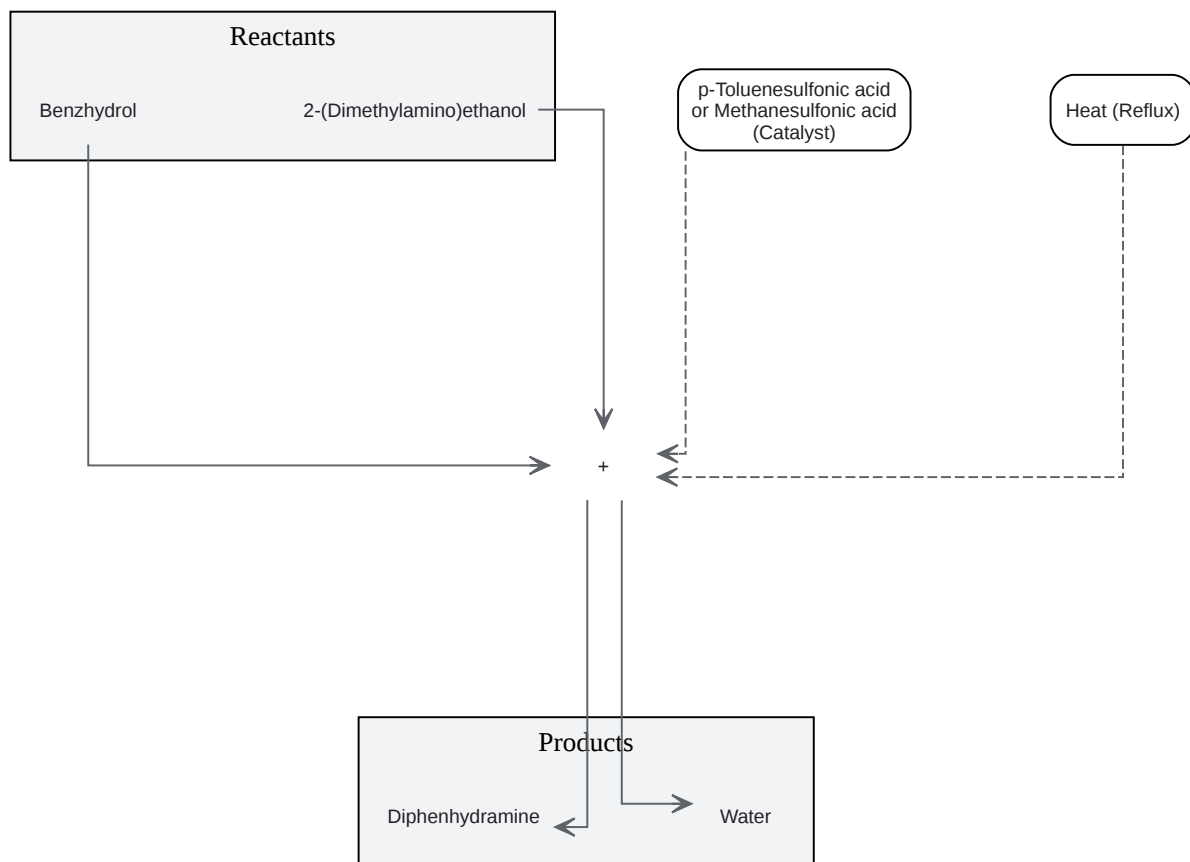 Reactants
Benzhydrol
2-(Dimethylamino)ethanol
p-Toluenesulfonic acid
or Methanesulfonic acid
(Catalyst)
Heat (Reflux)
+
Products
Diphenhydramine
Water